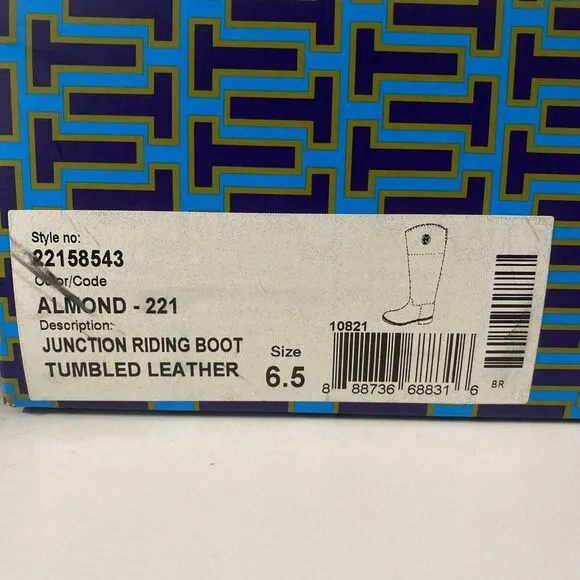 Style no:
22158543
Color/Code
ALMOND - 221
Description:
JUNCTION RIDING BOOT
TUMBLED LEATHER
Size
6.5
10821
8 88736 68831 6
BR